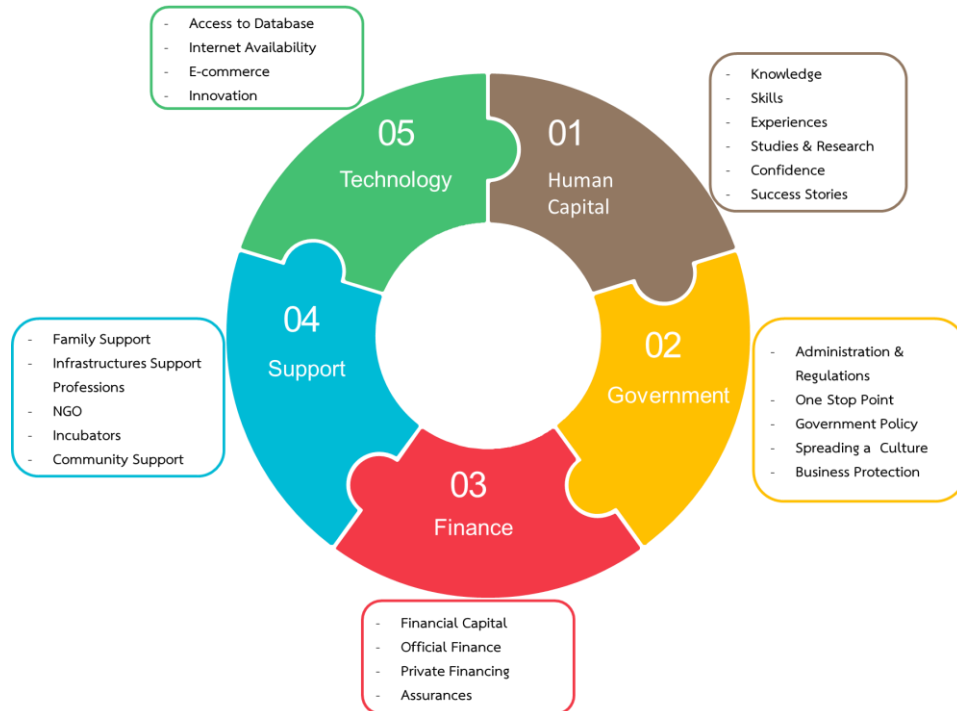 - Access to Database
- Internet Availability
- E-commerce
- Innovation
05
Technology
01
Human
Capital
- Knowledge
- Skills
- Experiences
- Studies & Research
- Confidence
- Success Stories
04
Support
- Family Support
- Infrastructures Support
Professions
- NGO
- Incubators
- Community Support
02
Government
- Administration &
Regulations
- One Stop Point
- Government Policy
- Spreading a Culture
- Business Protection
03
Finance
- Financial Capital
- Official Finance
- Private Financing
- Assurances